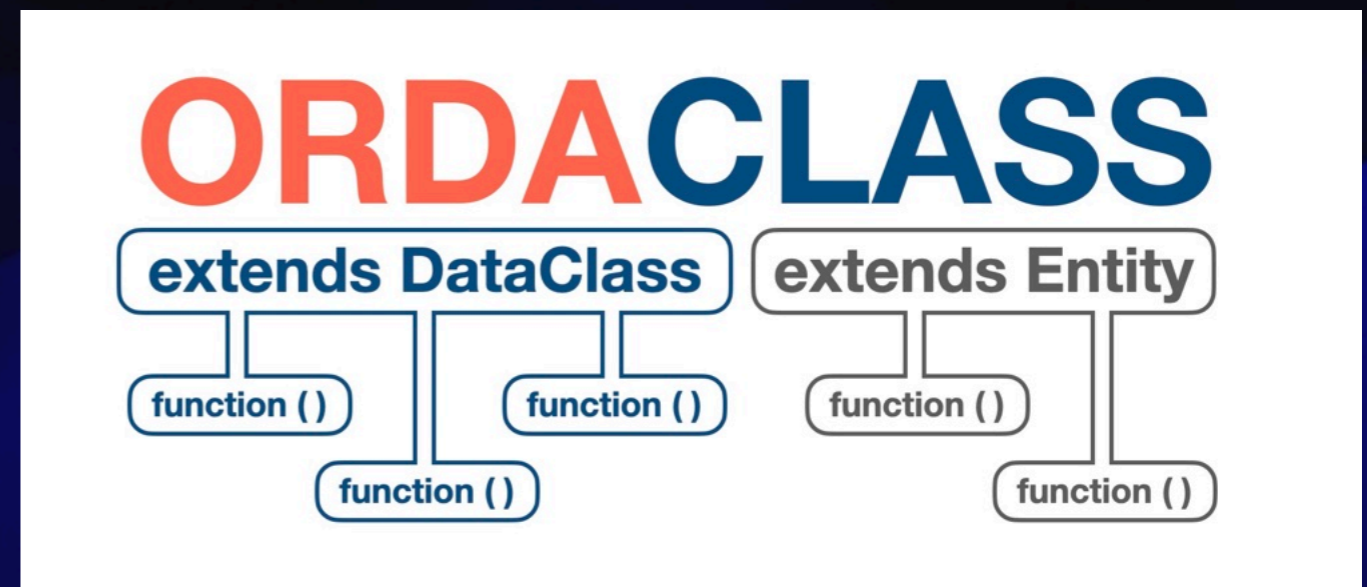 ORDACLASS
extends DataClass extends Entity
function ( ) function ( ) function ( )
function ( ) function ( )